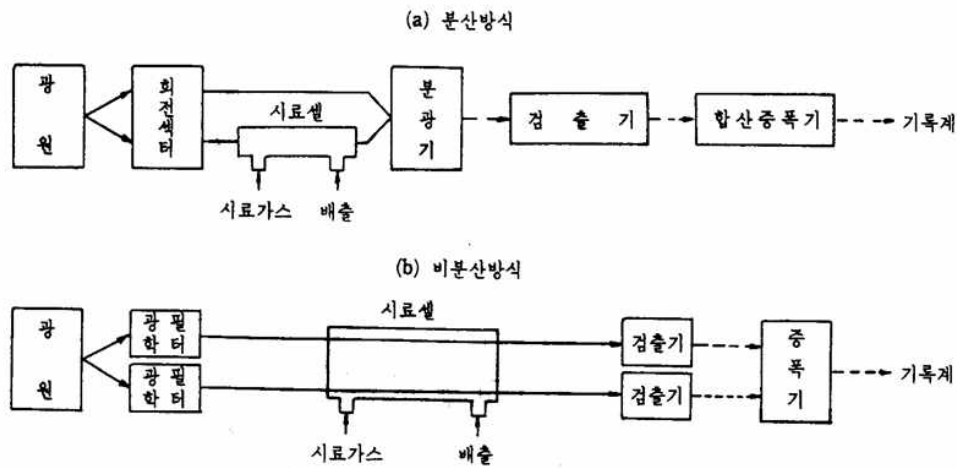 (a) 분산방식
광원
회전섹터
시료셀
분광기
검출기
합산증폭기
기록계
시료가스
배출
(b) 비분산방식
시료셀
광원
광학필터
광학필터
검출기
검출기
증폭기
기록계
시료가스
배출